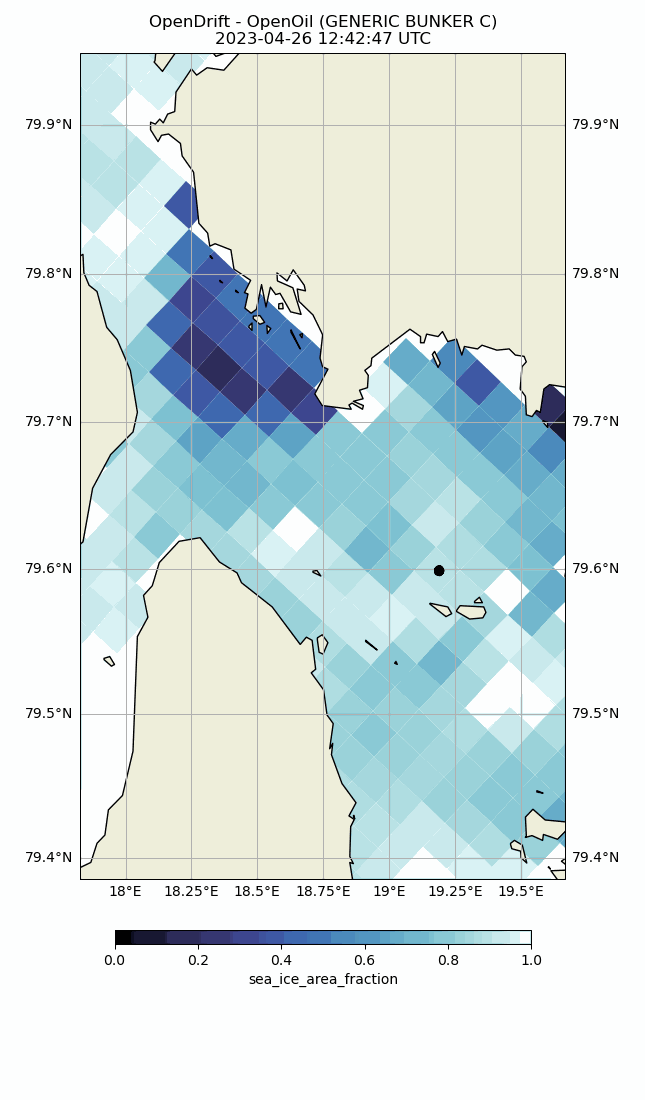 OpenDrift - OpenOil (GENERIC BUNKER C)
2023-04-26 12:42:47 UTC
79.9°N 79.9°N
79.8°N 79.8°N
79.7°N 79.7°N
79.6°N 79.6°N
79.5°N 79.5°N
79.4°N 79.4°N
18°E 18.25°E 18.5°E 18.75°E 19°E 19.25°E 19.5°E
0.0 0.2 0.4 0.6 0.8 1.0
sea_ice_area_fraction